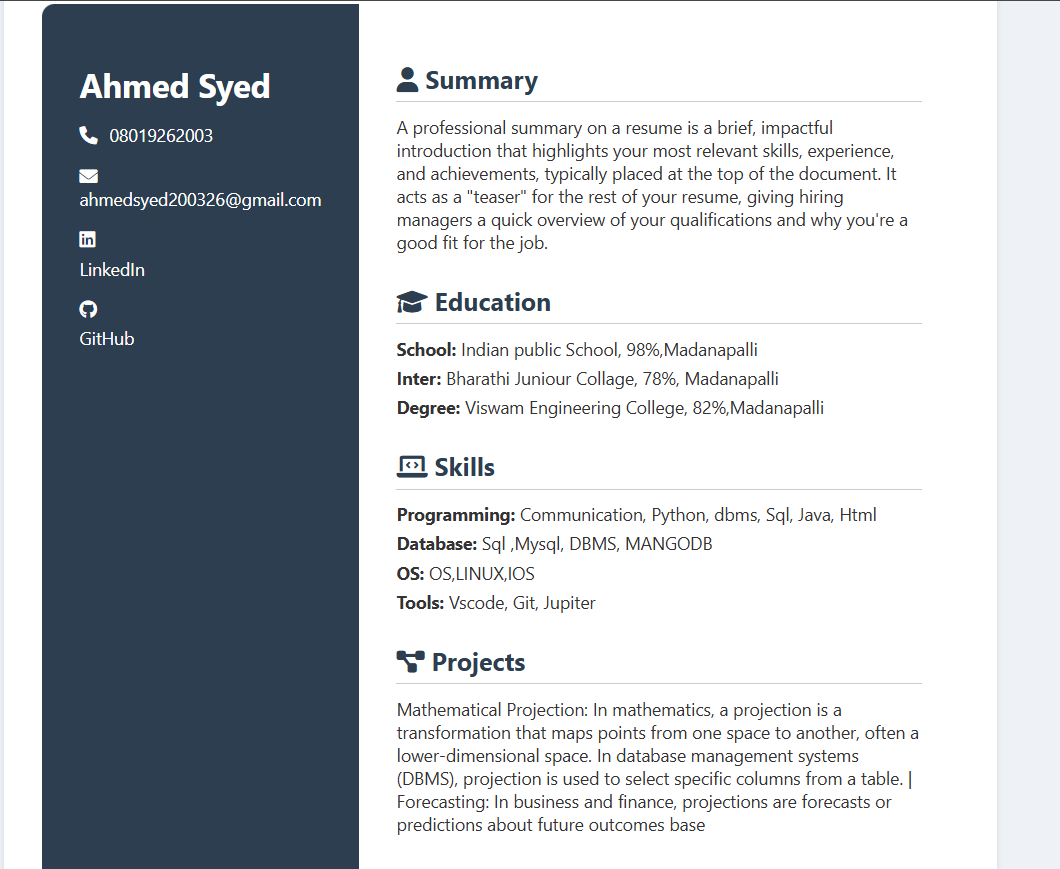 Ahmed Syed
08019262003
ahmedsyed200326@gmail.com
LinkedIn
GitHub
Summary
A professional summary on a resume is a brief, impactful
introduction that highlights your most relevant skills, experience,
and achievements, typically placed at the top of the document. It
acts as a "teaser" for the rest of your resume, giving hiring
managers a quick overview of your qualifications and why you're a
good fit for the job.
Education
School: Indian public School, 98%,Madanapalli
Inter: Bharathi Juniour Collage, 78%, Madanapalli
Degree: Viswam Engineering College, 82%,Madanapalli
Skills
Programming: Communication, Python, dbms, Sql, Java, Html
Database: Sql ,Mysql, DBMS, MANGODB
OS: OS,LINUX,IOS
Tools: Vscode, Git, Jupiter
Projects
Mathematical Projection: In mathematics, a projection is a
transformation that maps points from one space to another, often a
lower-dimensional space. In database management systems
(DBMS), projection is used to select specific columns from a table. |
Forecasting: In business and finance, projections are forecasts or
predictions about future outcomes base